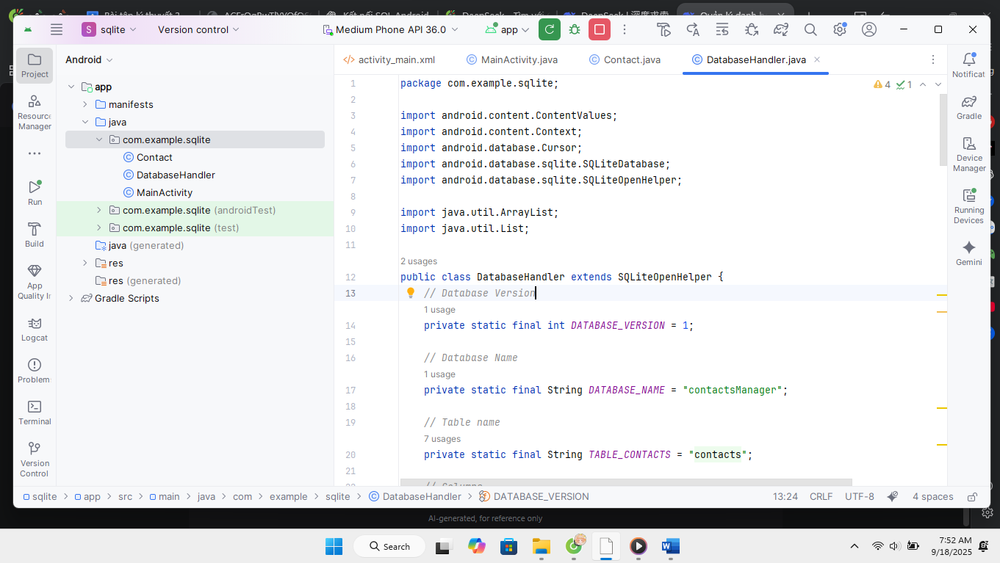 Bài tập lý thuyết 3
Kết nối SQL Android
DeepSeek - Tìm với
DeepSeek | 深度求索
Quản lý danh b
S sqlite
Version control
Medium Phone API 36.0
app
Android
activity_main.xml
MainActivity.java
Contact.java
DatabaseHandler.java
Project
Resourc
Manager
Run
Build
App
Quality In
Logcat
Problem
Terminal
Version
Control
app
manifests
java
com.example.sqlite
Contact
DatabaseHandler
MainActivity
com.example.sqlite (androidTest)
com.example.sqlite (test)
java (generated)
res
res (generated)
Gradle Scripts
4 1
1 package com.example.sqlite;
2
3 import android.content.ContentValues;
4 import android.content.Context;
5 import android.database.Cursor;
6 import android.database.sqlite.SQLiteDatabase;
7 import android.database.sqlite.SQLiteOpenHelper;
8
9 import java.util.ArrayList;
10 import java.util.List;
11
2 usages
12 public class DatabaseHandler extends SQLiteOpenHelper {
13 // Database Version
1 usage
14 private static final int DATABASE_VERSION = 1;
15
16 // Database Name
1 usage
17 private static final String DATABASE_NAME = "contactsManager";
18
19 // Table name
7 usages
20 private static final String TABLE_CONTACTS = "contacts";
21
22 // Columns
Notificat
Gradle
Device
Manager
Running
Devices
Gemini
sqlite > app > src > main > java > com > example > sqlite > DatabaseHandler > DATABASE_VERSION
13:24 CRLF UTF-8 4 spaces
AI-generated, for reference only
Search
7:52 AM
9/18/2025